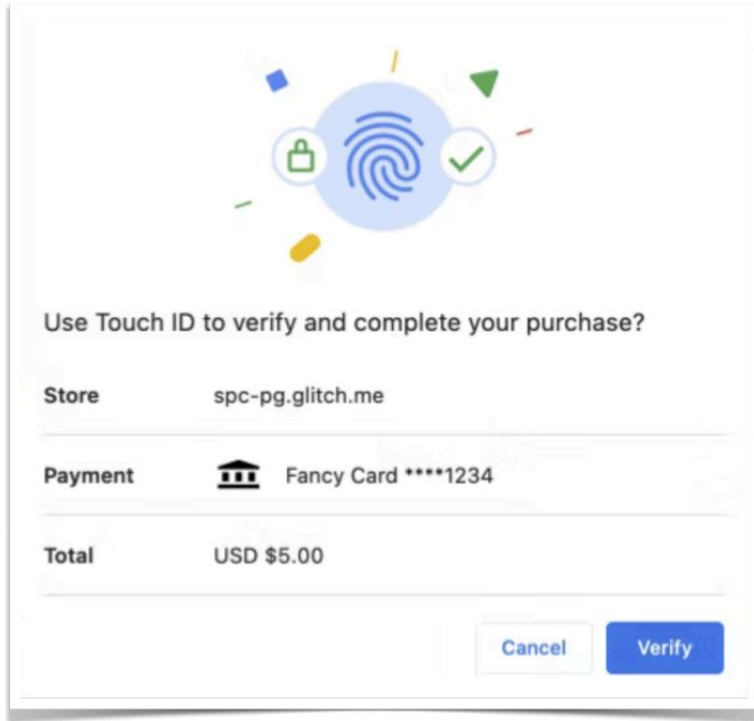 Use Touch ID to verify and complete your purchase?
Store spc-pg.glitch.me
Payment Fancy Card ****1234
Total USD $5.00
Cancel Verify